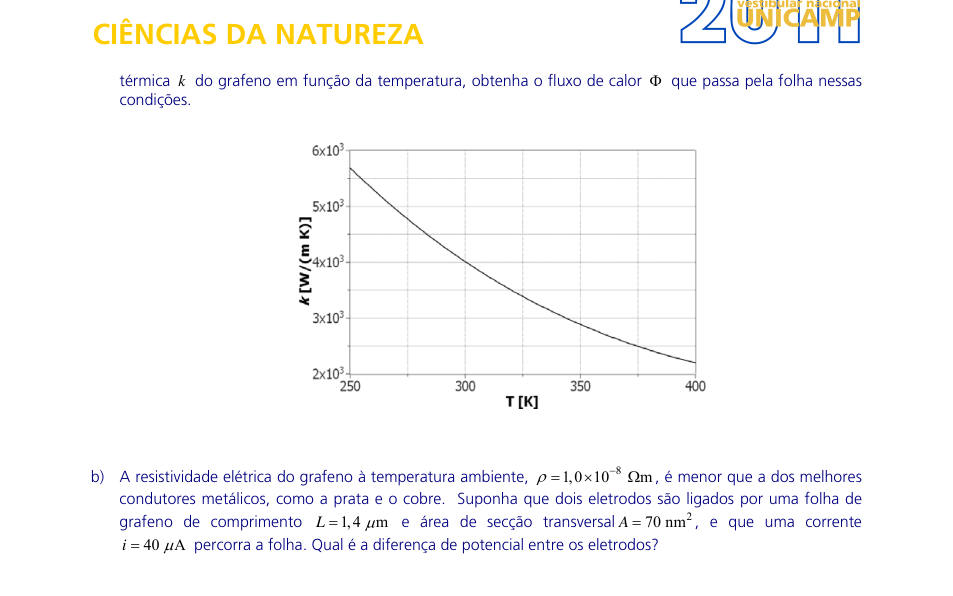 vestibular nacional
2011
UNICAMP
CIÊNCIAS DA NATUREZA
térmica k do grafeno em função da temperatura, obtenha o fluxo de calor Φ que passa pela folha nessas
condições.
6x10³
5x10³
4x10³
3x10³
2x10³
k [W/(m K)]
250 300 350 400
T [K]
b) A resistividade elétrica do grafeno à temperatura ambiente, ρ = 1,0×10⁻⁸ Ωm, é menor que a dos melhores
condutores metálicos, como a prata e o cobre. Suponha que dois eletrodos são ligados por uma folha de
grafeno de comprimento L = 1,4 μm e área de secção transversal A = 70 nm², e que uma corrente
i = 40 μA percorra a folha. Qual é a diferença de potencial entre os eletrodos?